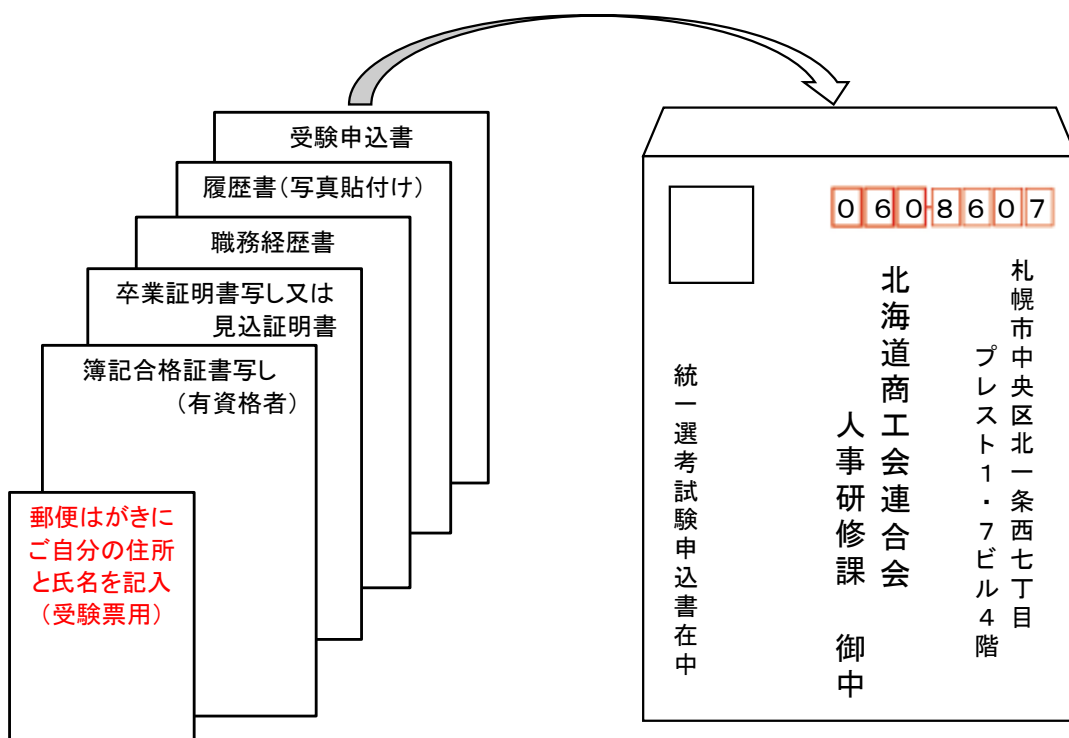 受験申込書
履歴書(写真貼付け)
職務経歴書
卒業証明書写し又は
見込証明書
簿記合格証書写し
(有資格者)
郵便はがきに
ご自分の住所
と氏名を記入
(受験票用)
060-8607
札幌市中央区北一条西七丁目
プレスト1・7ビル4階
北海道商工会連合会
人事研修課 御中
統一選考試験申込書在中